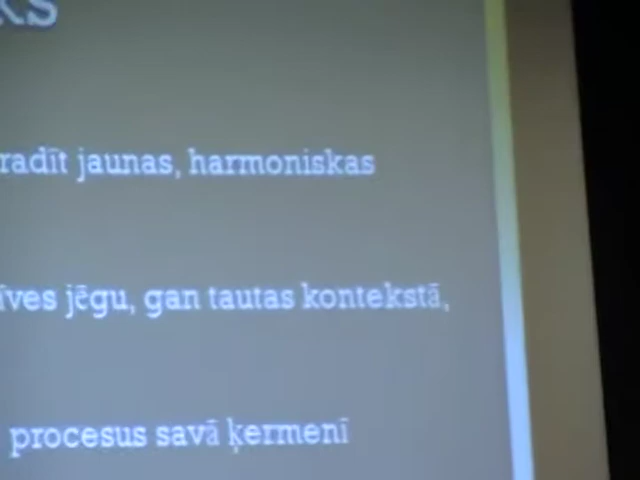 radīt jaunas, harmoniskas
īves jēgu, gan tautas kontekstā,
procesus savā ķermenī